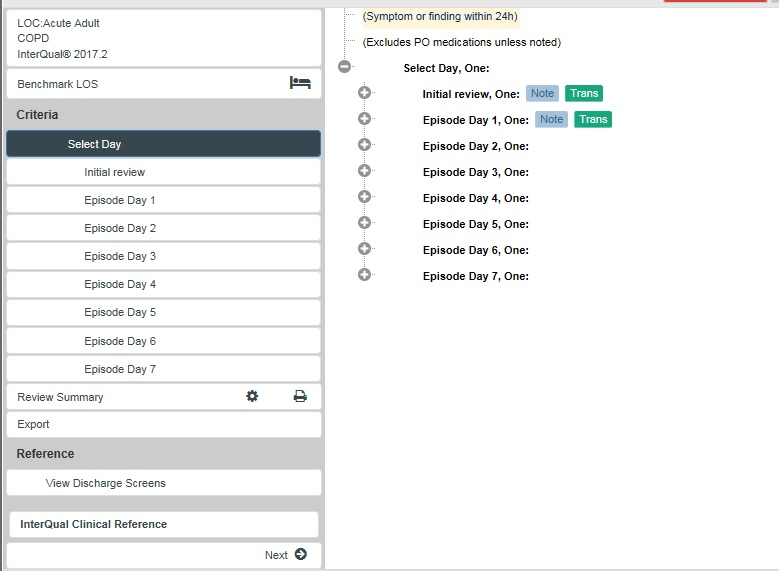 LOC:Acute Adult
COPD
InterQual® 2017.2
Benchmark LOS
Criteria
Select Day
Initial review
Episode Day 1
Episode Day 2
Episode Day 3
Episode Day 4
Episode Day 5
Episode Day 6
Episode Day 7
Review Summary
Export
Reference
View Discharge Screens
InterQual Clinical Reference
Next
(Symptom or finding within 24h)
(Excludes PO medications unless noted)
Select Day, One:
Initial review, One: Note Trans
Episode Day 1, One: Note Trans
Episode Day 2, One:
Episode Day 3, One:
Episode Day 4, One:
Episode Day 5, One:
Episode Day 6, One:
Episode Day 7, One: